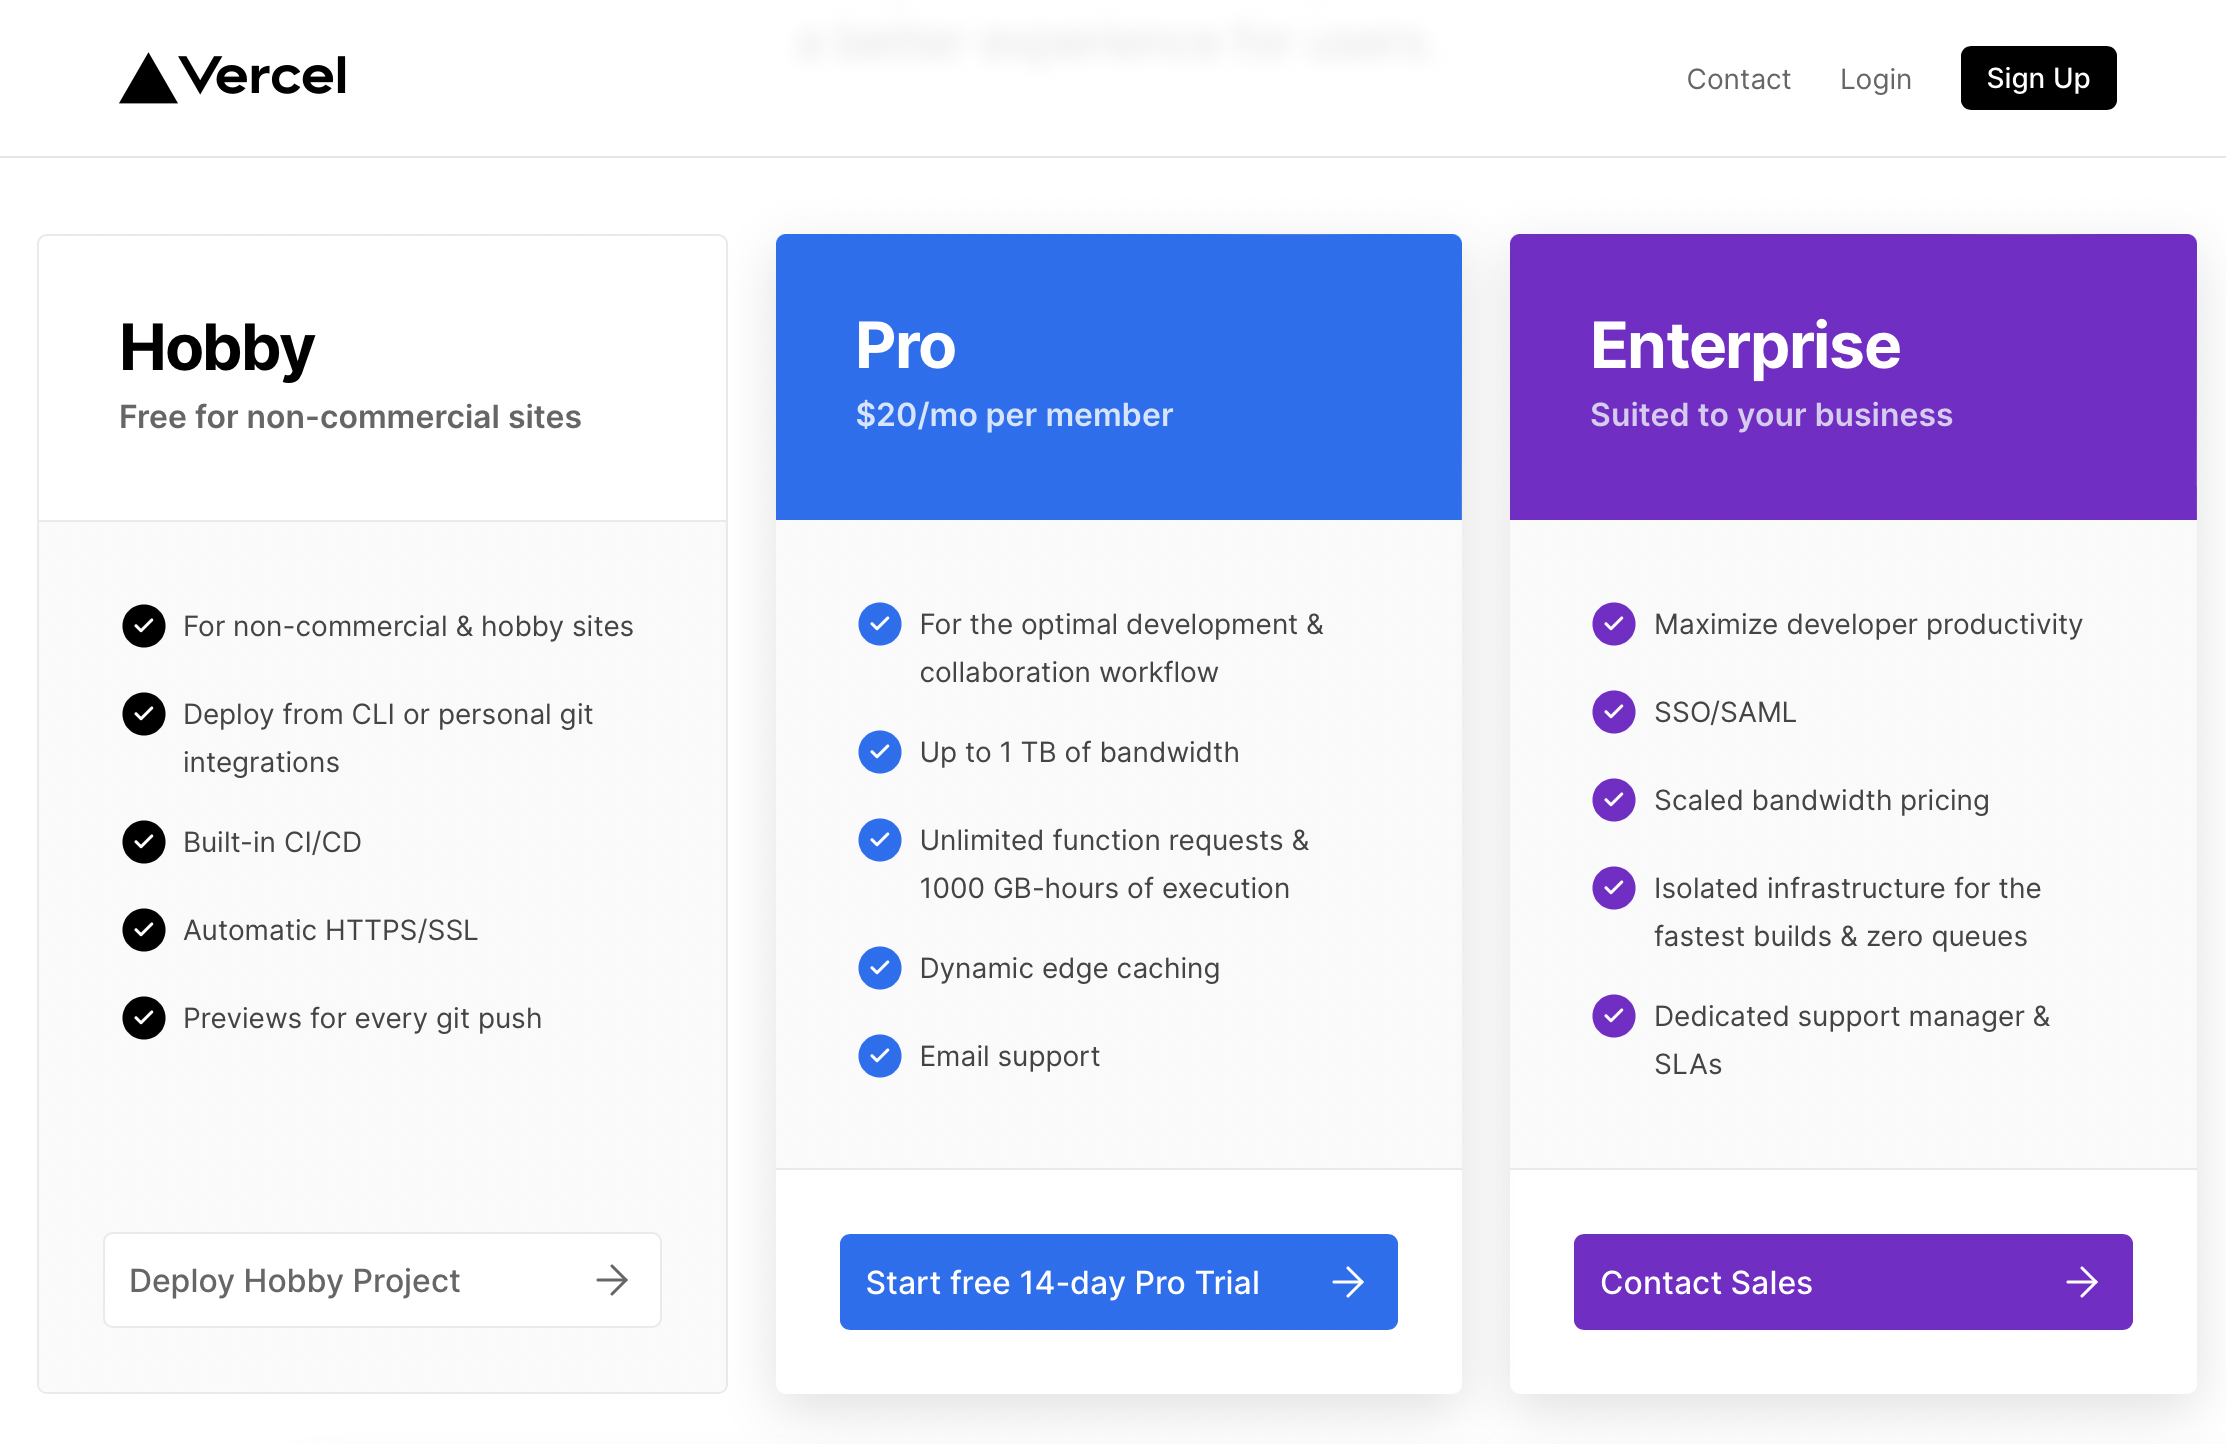 a better experience for users.
Vercel
Contact
Login
Sign Up
Hobby
Free for non-commercial sites
For non-commercial & hobby sites
Deploy from CLI or personal git
integrations
Built-in CI/CD
Automatic HTTPS/SSL
Previews for every git push
Deploy Hobby Project
Pro
$20/mo per member
For the optimal development &
collaboration workflow
Up to 1 TB of bandwidth
Unlimited function requests &
1000 GB-hours of execution
Dynamic edge caching
Email support
Start free 14-day Pro Trial
Enterprise
Suited to your business
Maximize developer productivity
SSO/SAML
Scaled bandwidth pricing
Isolated infrastructure for the
fastest builds & zero queues
Dedicated support manager &
SLAs
Contact Sales